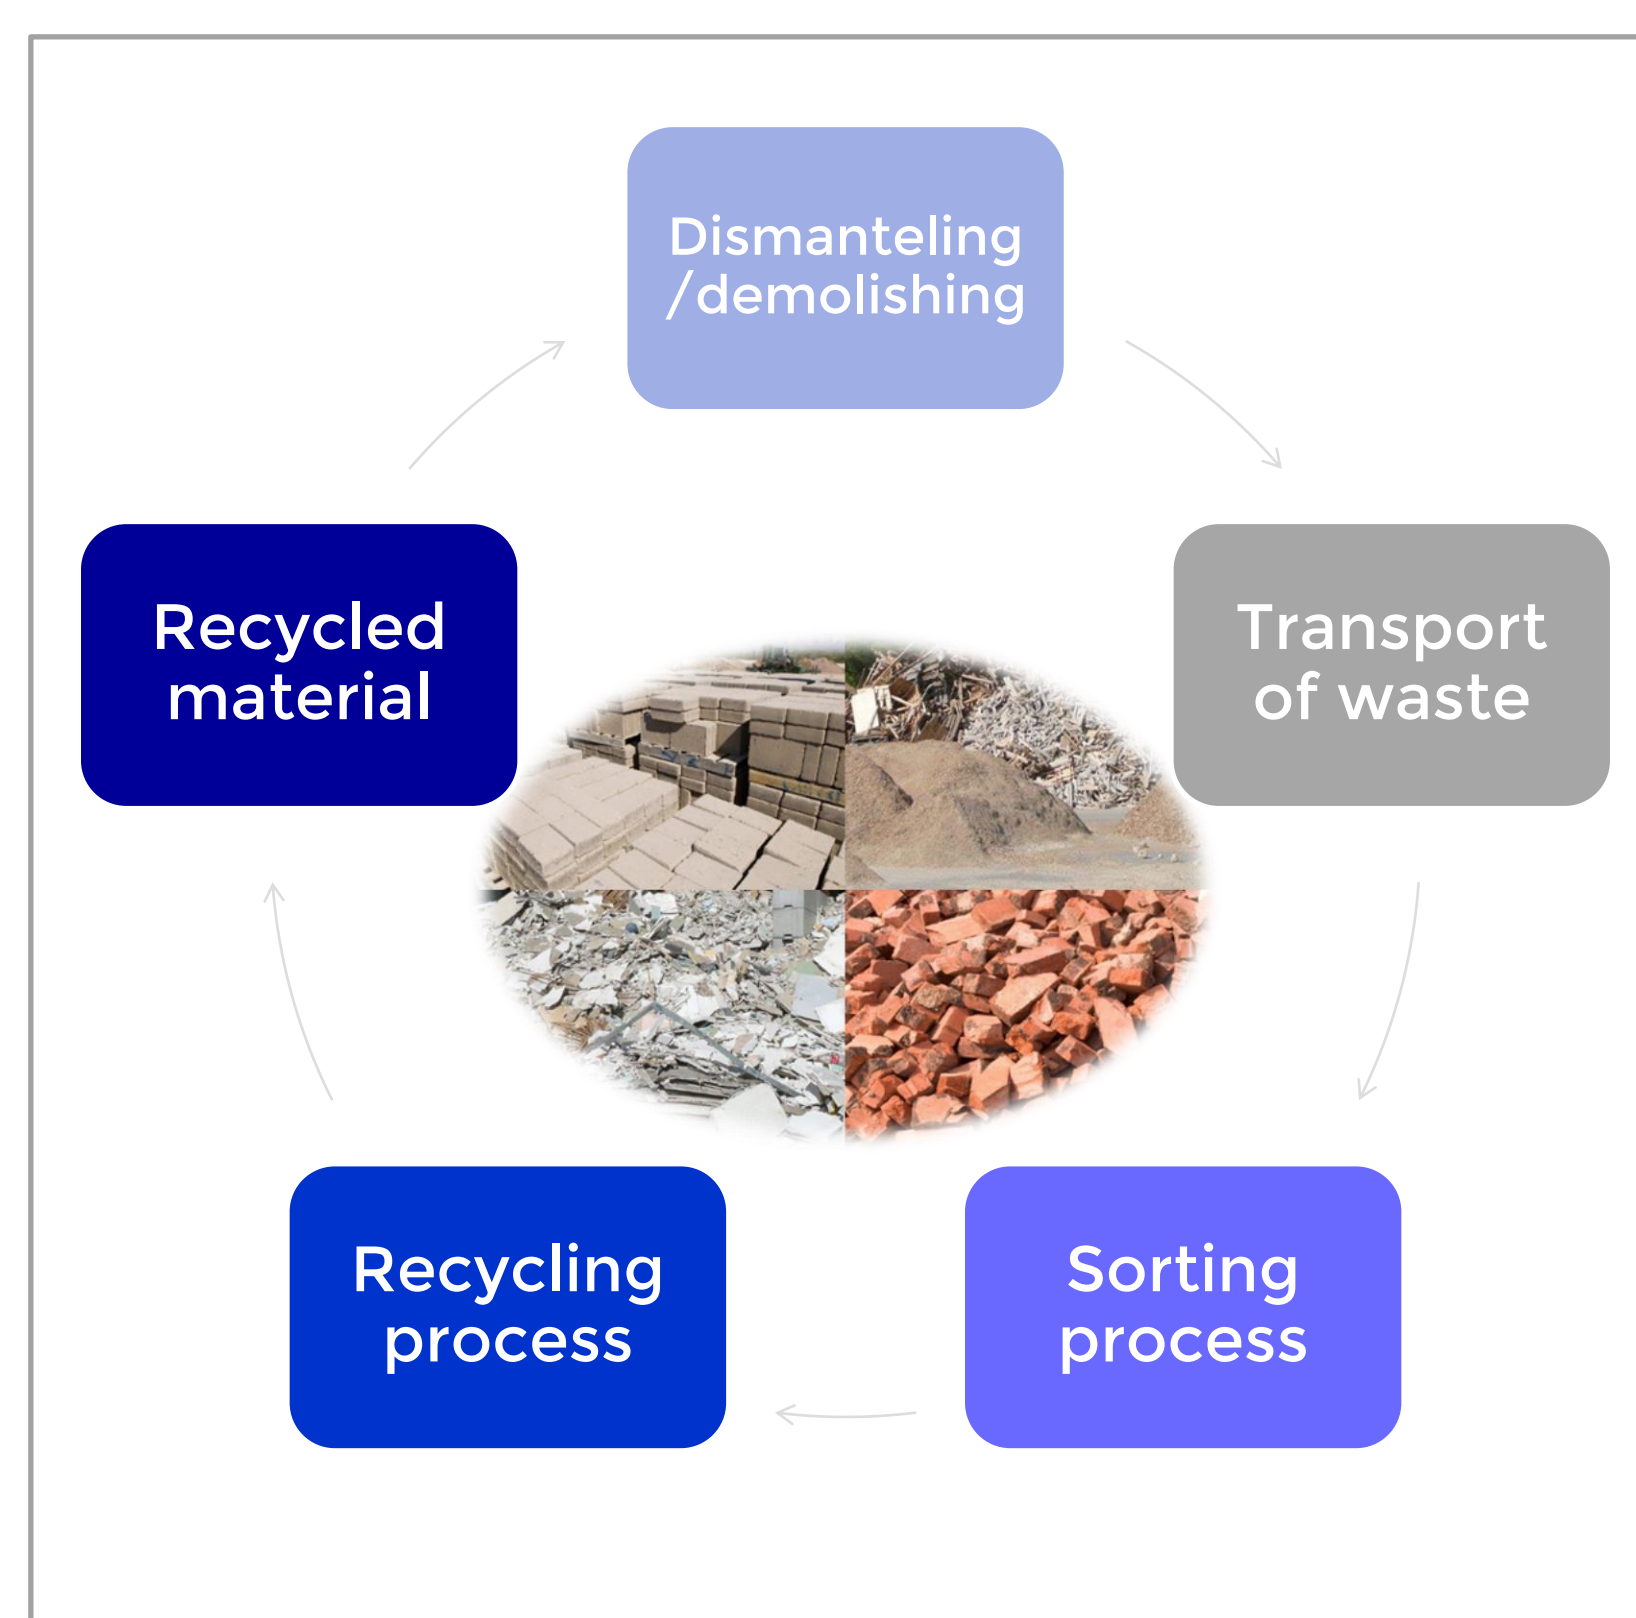 Dismanteling
/demolishing
Transport
of waste
Sorting
process
Recycling
process
Recycled
material